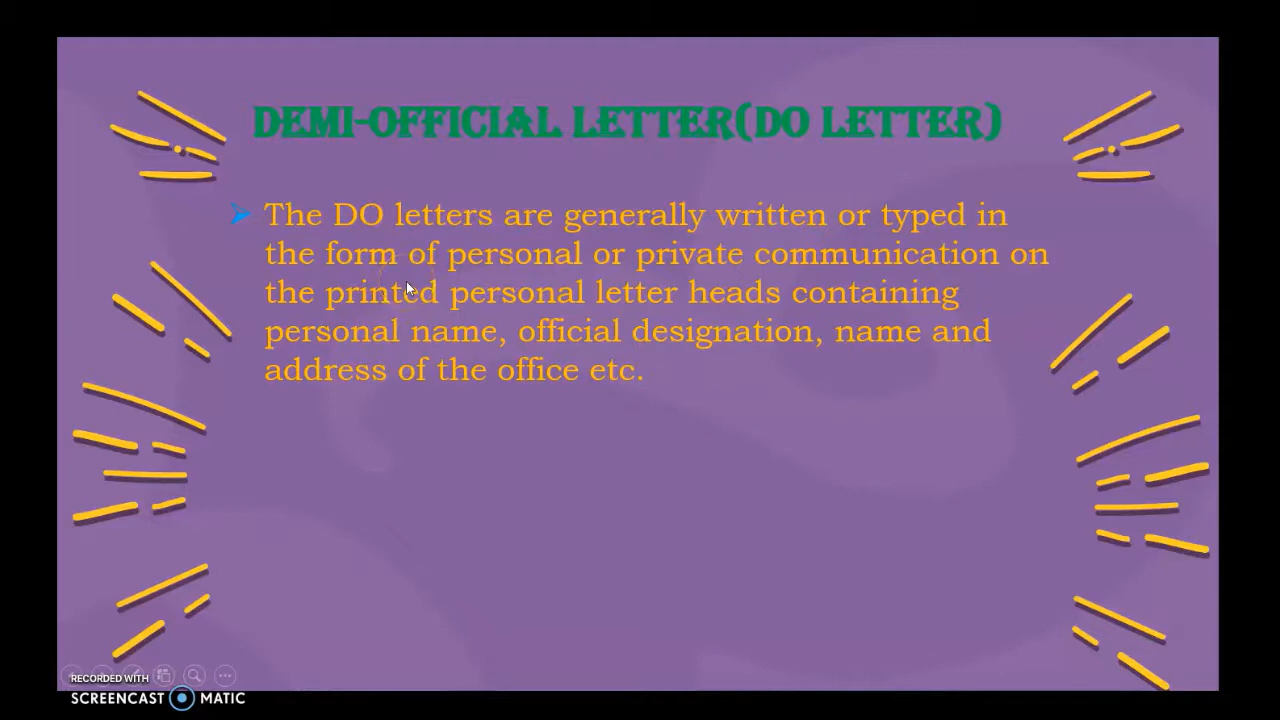 DEMI-OFFICIAL LETTER(DO LETTER)
The DO letters are generally written or typed in
the form of personal or private communication on
the printed personal letter heads containing
personal name, official designation, name and
address of the office etc.
RECORDED WITH
SCREENCAST MATIC